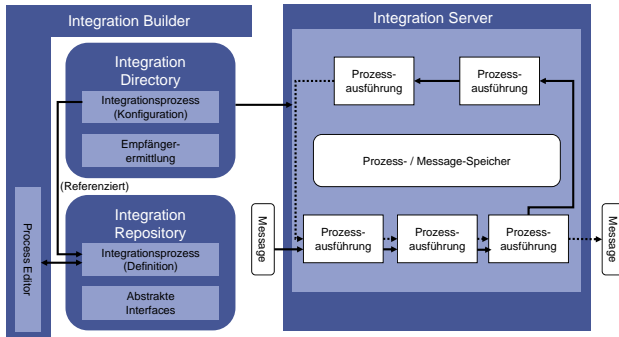 Integration Builder
Integration
Directory
Integrationsprozess
(Konfiguration)
Empfänger-
ermittlung
(Referenziert)
Process Editor
Integration
Repository
Integrationsprozess
(Definition)
Abstrakte
Interfaces
Integration Server
Prozess-
ausführung
Prozess-
ausführung
Prozess- / Message-Speicher
Message
Prozess-
ausführung
Prozess-
ausführung
Prozess-
ausführung
Message